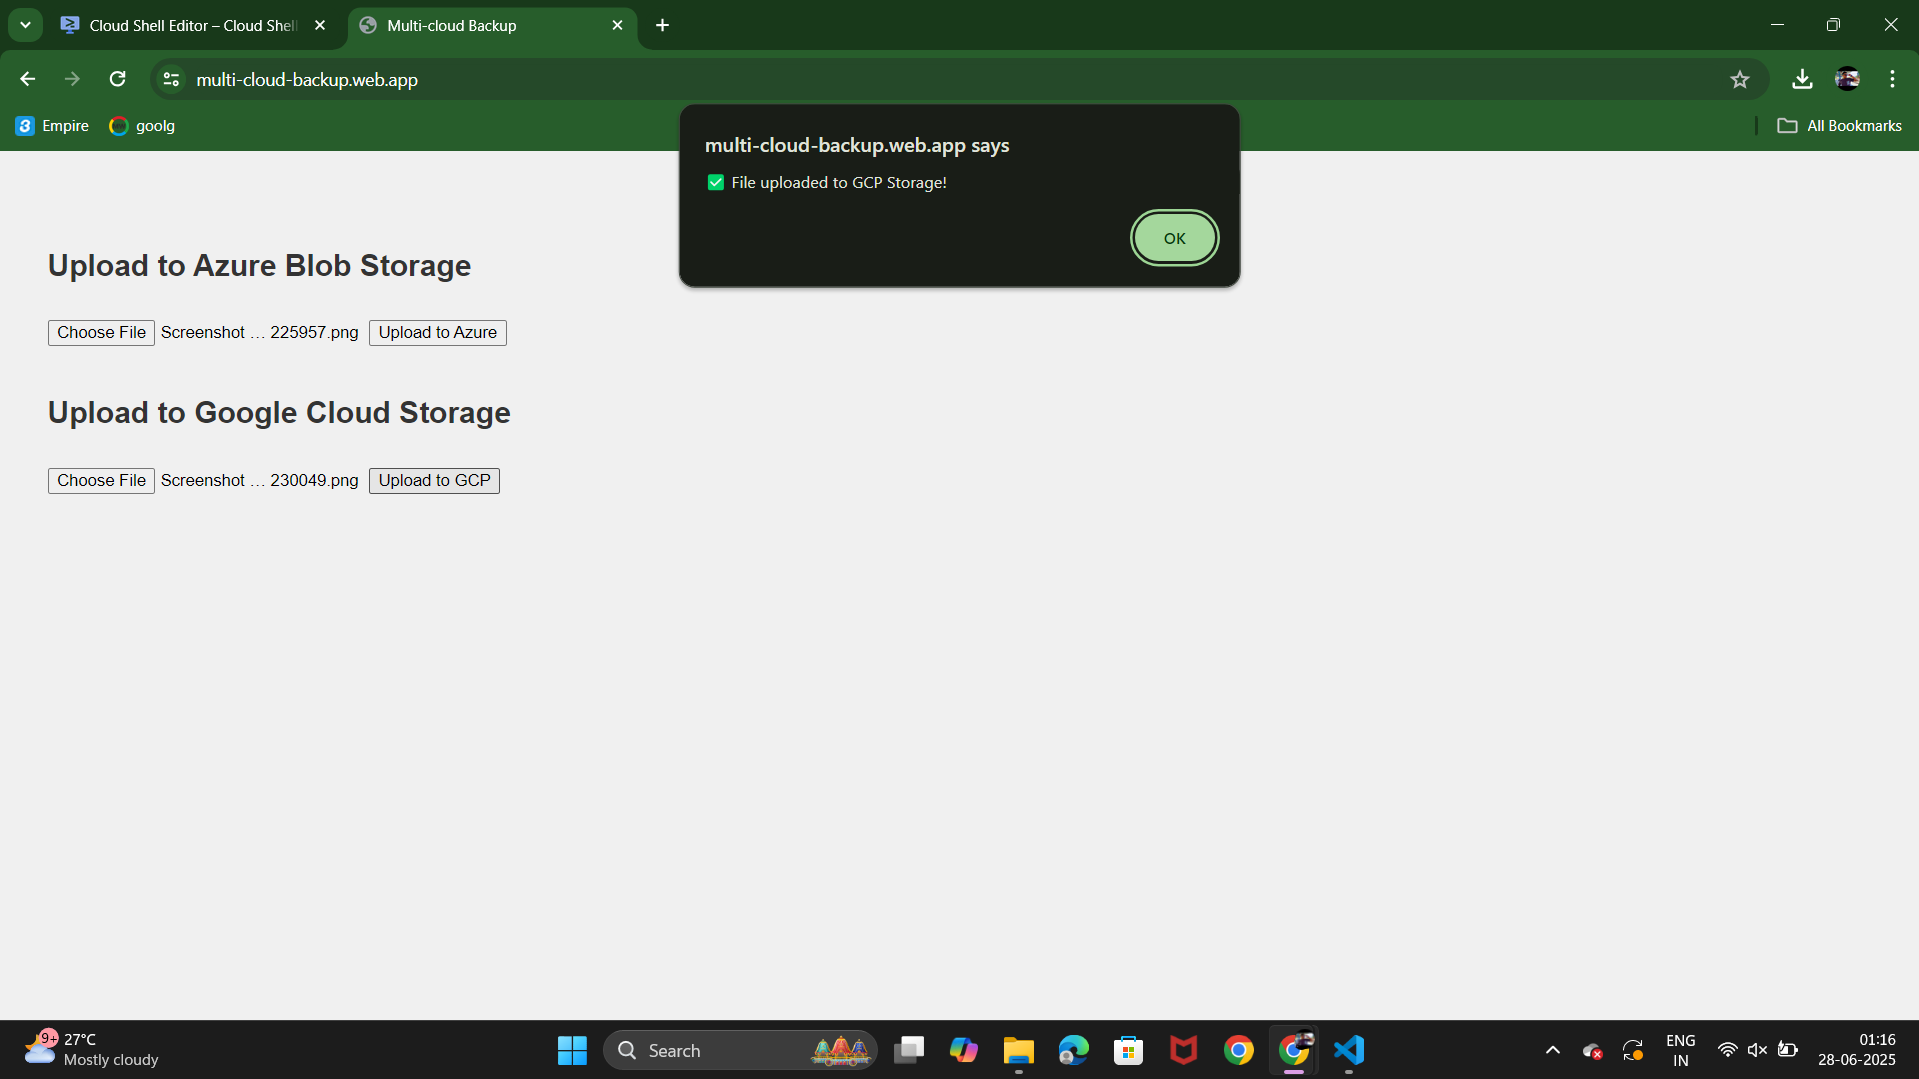 Cloud Shell Editor – Cloud Shell
Multi-cloud Backup
multi-cloud-backup.web.app
Empire
goolg
All Bookmarks
multi-cloud-backup.web.app says
✅ File uploaded to GCP Storage!
OK
Upload to Azure Blob Storage
Choose File Screenshot … 225957.png Upload to Azure
Upload to Google Cloud Storage
Choose File Screenshot … 230049.png Upload to GCP
9+
27°C
Mostly cloudy
Search
ENG
IN
01:16
28-06-2025